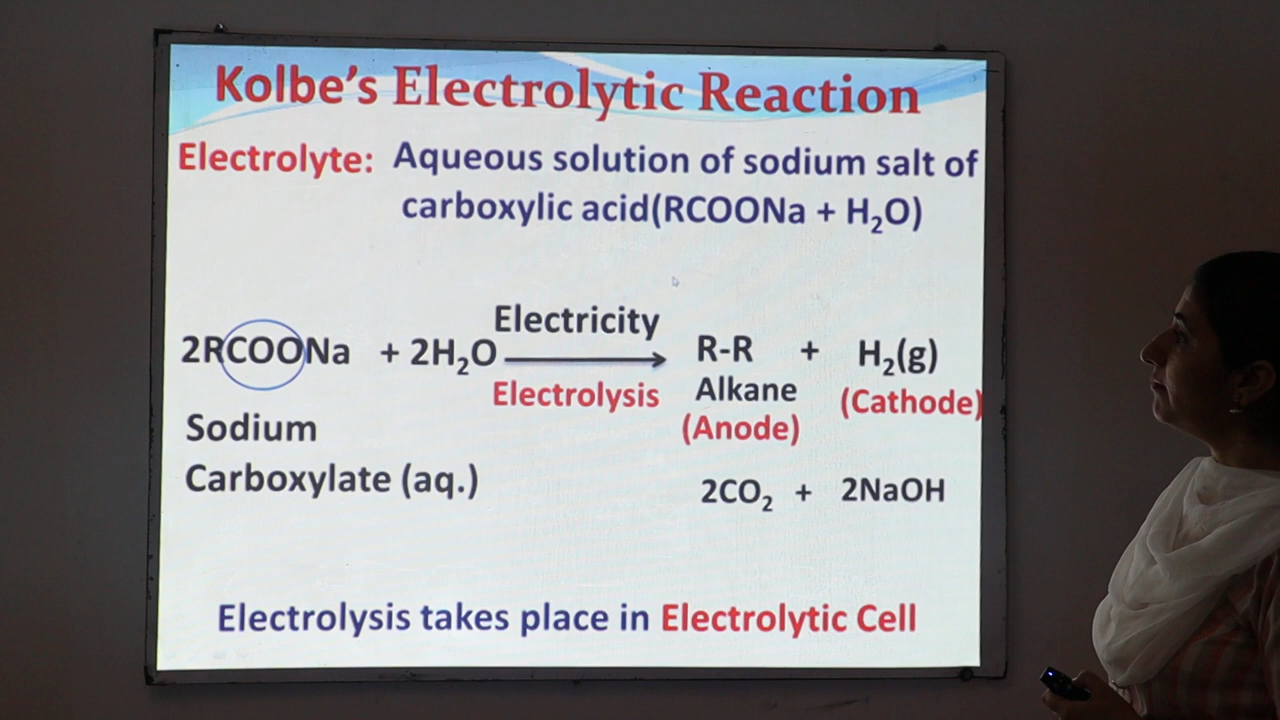 Kolbe's Electrolytic Reaction
Electrolyte: Aqueous solution of sodium salt of
carboxylic acid(RCOONa + H₂O)
Electricity
2RCOONa + 2H₂O R-R + H₂(g)
Electrolysis Alkane (Cathode)
Sodium (Anode)
Carboxylate (aq.) 2CO₂ + 2NaOH
Electrolysis takes place in Electrolytic Cell